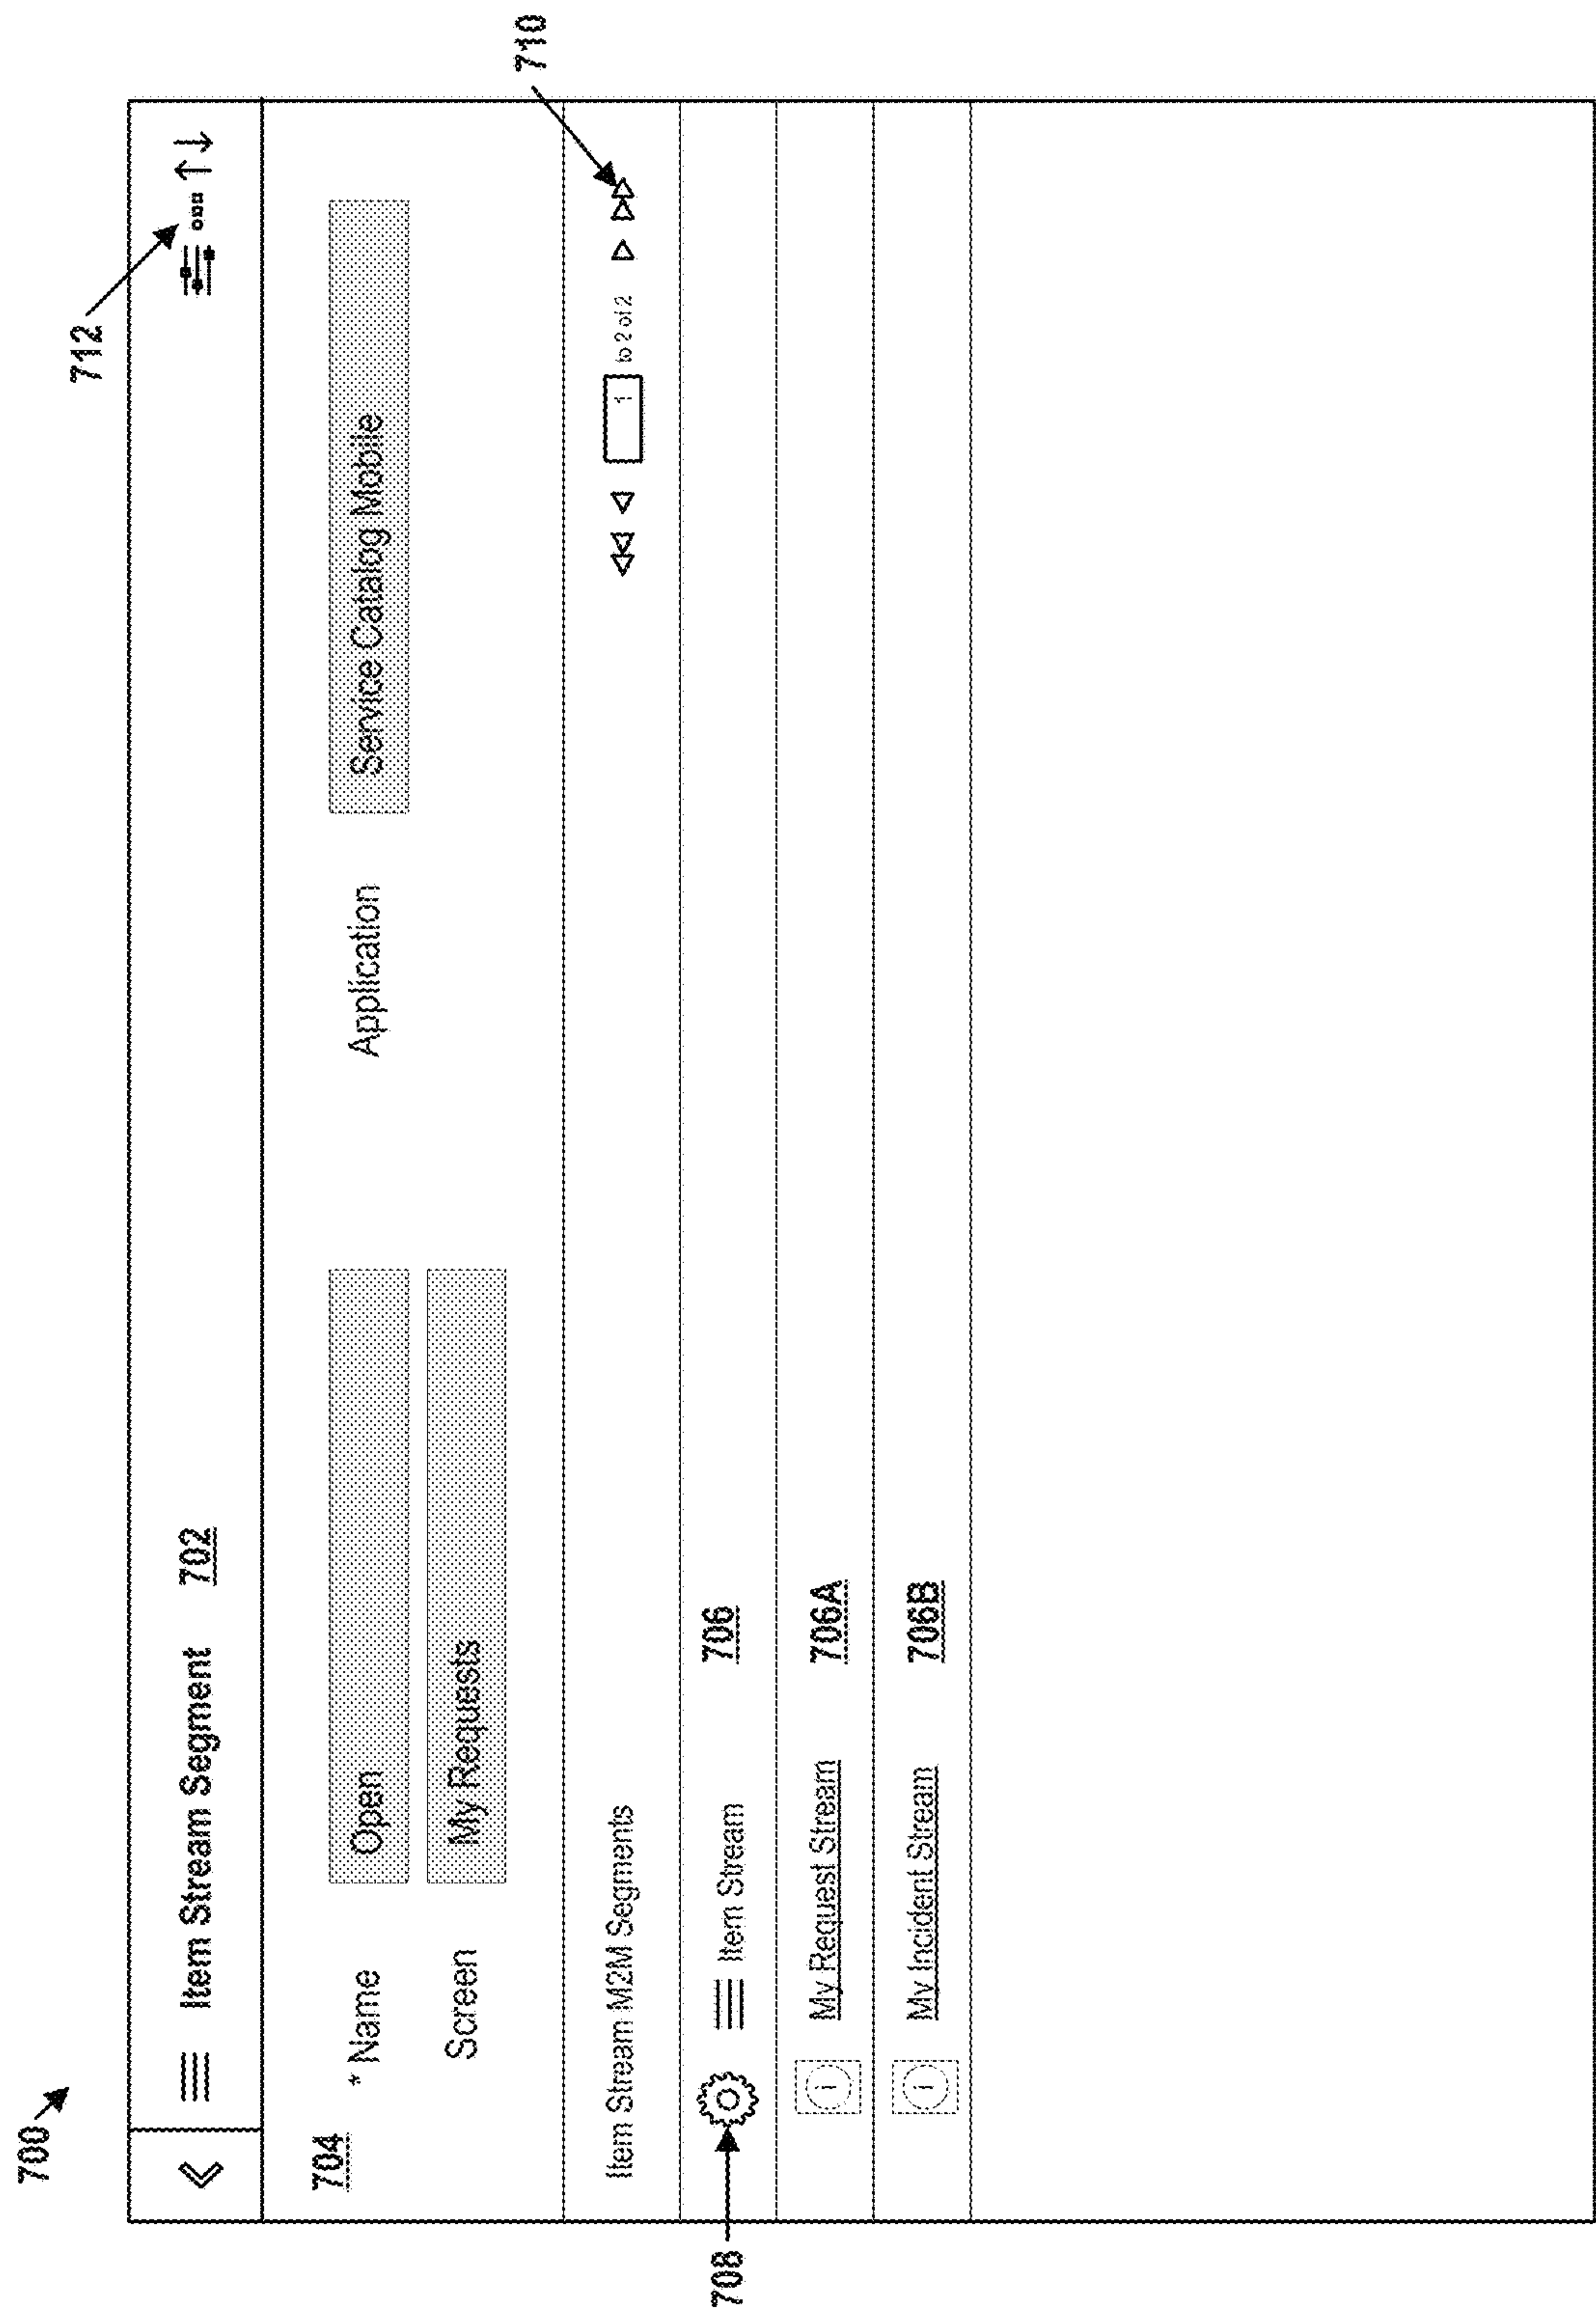 700
712
Item Stream Segment 702
710
704
* Name Open Application Service Catalog Mobile
Screen My Requests
Item Stream M2M Segments 1 to 2 of 2
708 Item Stream 706
i My Request Stream 706A
i My Incident Stream 706B